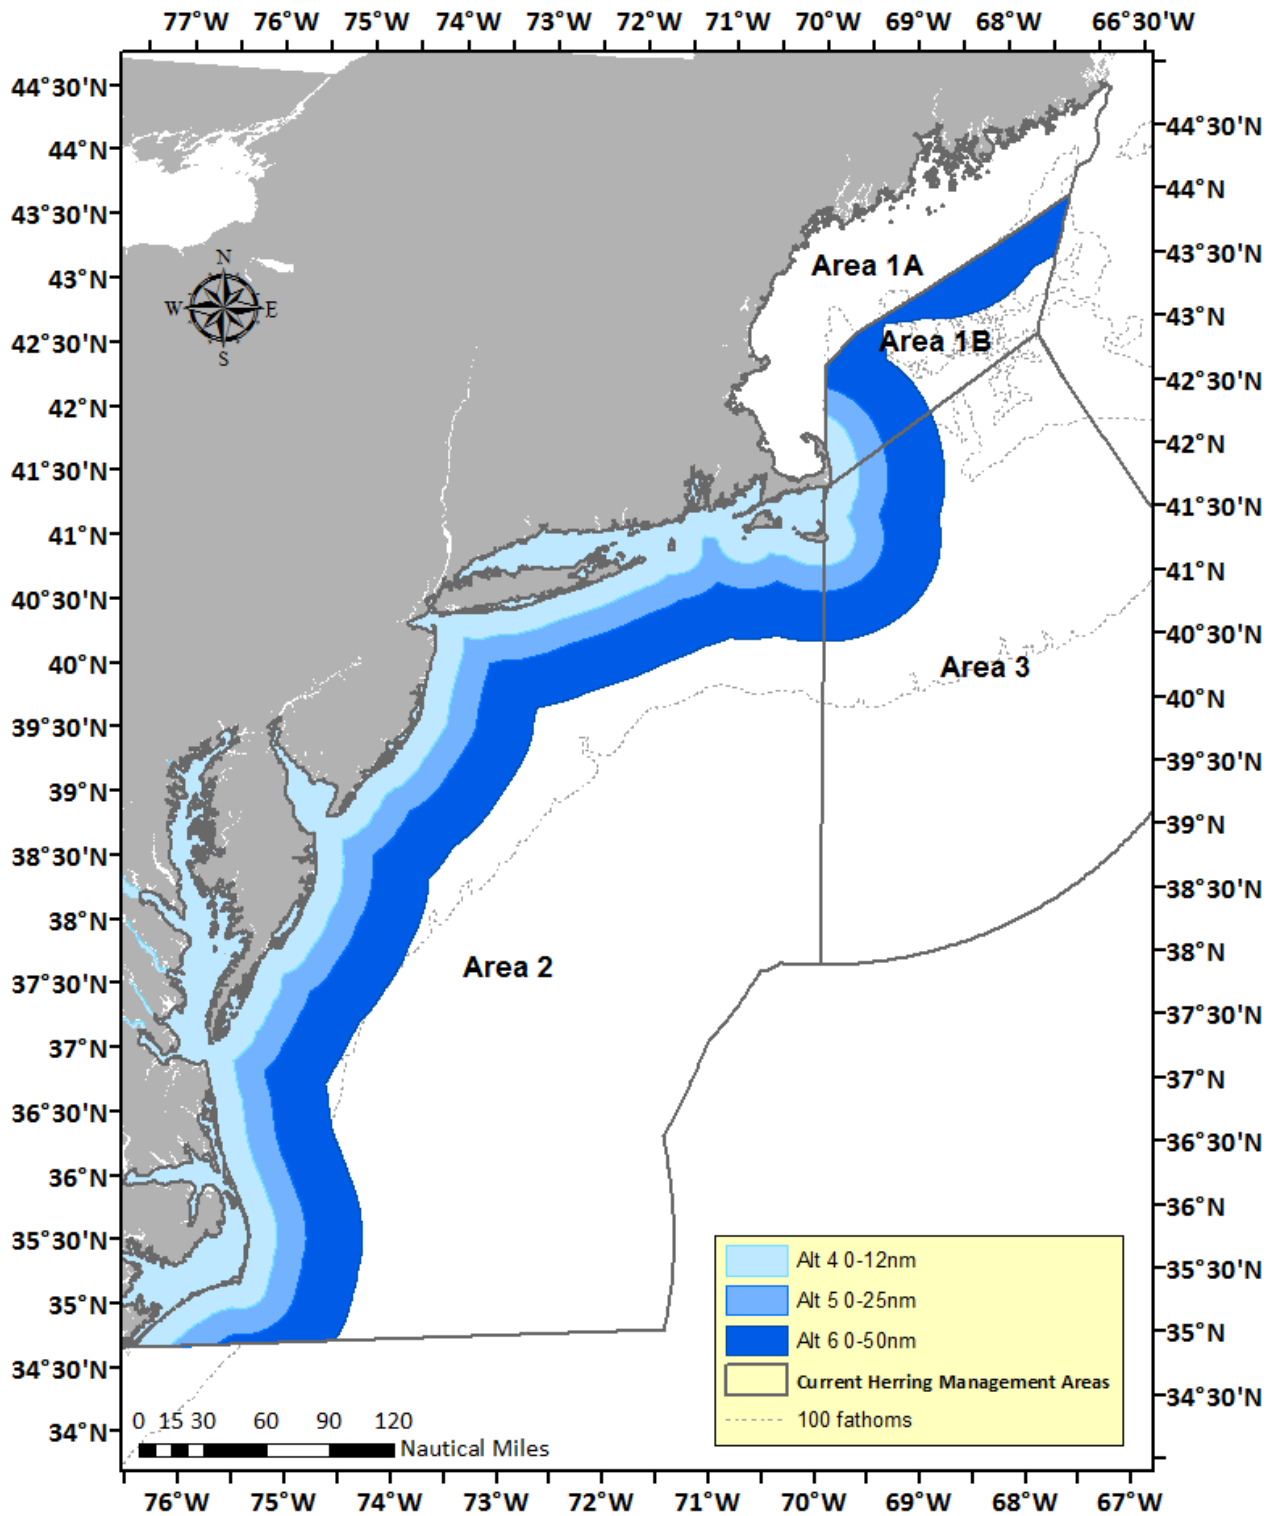 77°W 76°W 75°W 74°W 73°W 72°W 71°W 70°W 69°W 68°W 66°30'W
44°30'N
44°N
43°30'N
43°N
42°30'N
42°N
41°30'N
41°N
40°30'N
40°N
39°30'N
39°N
38°30'N
38°N
37°30'N
37°N
36°30'N
36°N
35°30'N
35°N
34°30'N
34°N
N
W E
S
Area 1A
Area 1B
Area 3
Area 2
44°30'N
44°N
43°30'N
43°N
42°30'N
42°N
41°30'N
41°N
40°30'N
40°N
39°30'N
39°N
38°30'N
38°N
37°30'N
37°N
36°30'N
36°N
35°30'N
35°N
34°30'N
Alt 4 0-12nm
Alt 5 0-25nm
Alt 6 0-50nm
Current Herring Management Areas
100 fathoms
0 15 30 60 90 120
Nautical Miles
76°W 75°W 74°W 73°W 72°W 71°W 70°W 69°W 68°W 67°W